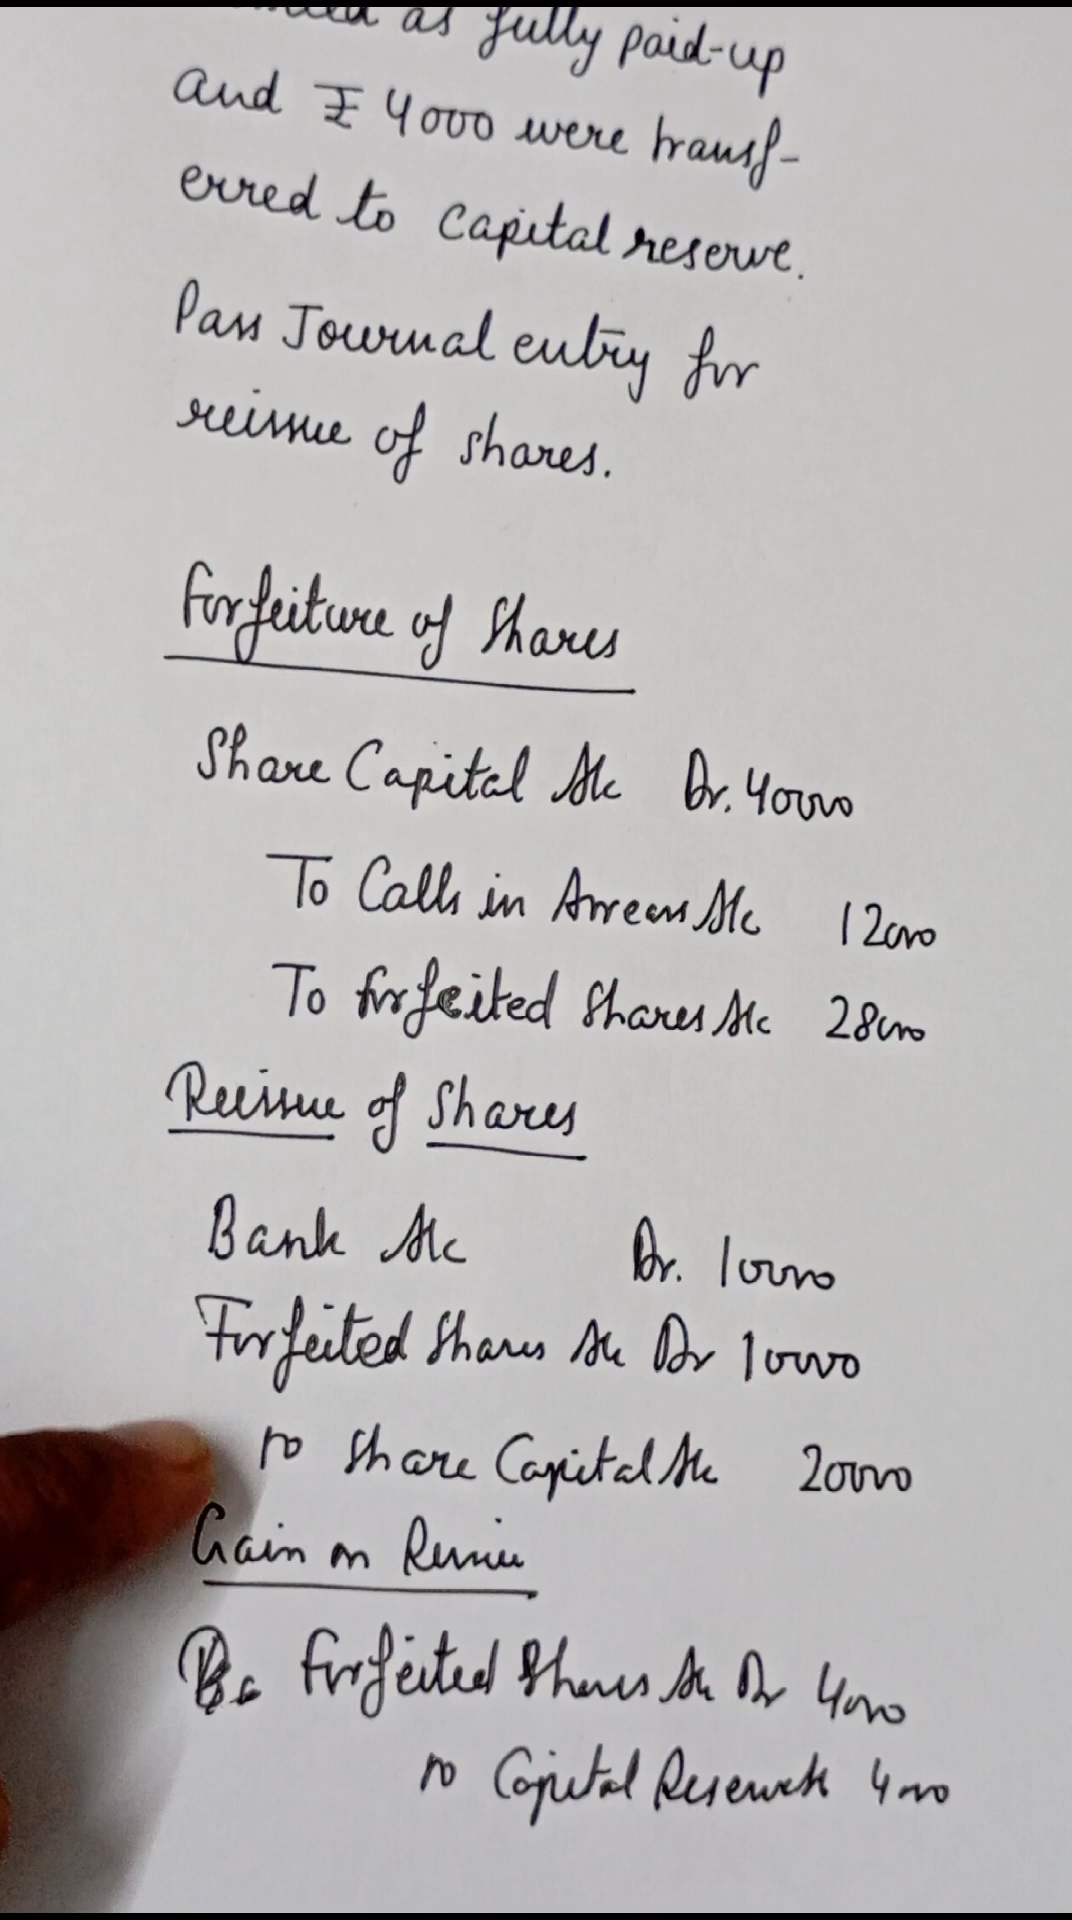 as fully paid-up
and ₹ 4000 were transf-
erred to capital reserve.
Pass Journal entry for
reissue of shares.
Forfeiture of Shares
Share Capital A/c Dr. 40000
To Calls in Arrears A/c 12000
To forfeited Shares A/c 28000
Reissue of Shares
Bank A/c Dr. 10000
Forfeited Shares A/c Dr 10000
to Share Capital A/c 20000
Gain on Reissue
Forfeited Shares A/c Dr 4000
to Capital Reserve 4000